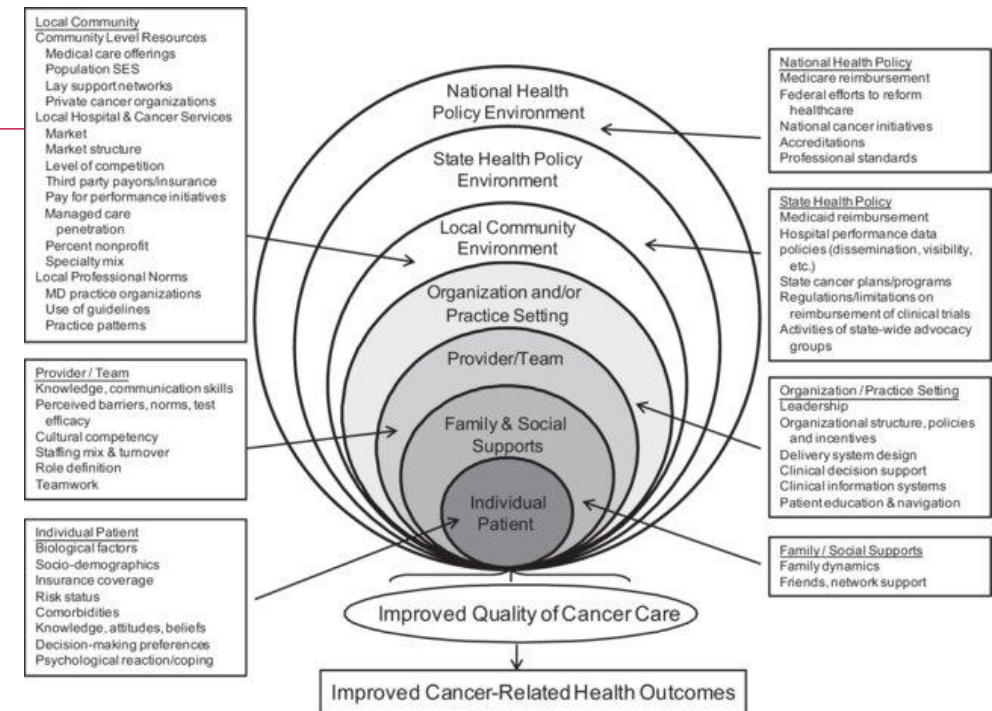 Local Community
Community Level Resources
Medical care offerings
Population SES
Lay support networks
Private cancer organizations
Local Hospital & Cancer Services
Market
Market structure
Level of competition
Third party payors/insurance
Pay for performance initiatives
Managed care
penetration
Percent nonprofit
Specialty mix
Local Professional Norms
MD practice organizations
Use of guidelines
Practice patterns
Provider / Team
Knowledge, communication skills
Perceived barriers, norms, test
efficacy
Cultural competency
Staffing mix & turnover
Role definition
Teamwork
Individual Patient
Biological factors
Socio-demographics
Insurance coverage
Risk status
Comorbidities
Knowledge, attitudes, beliefs
Decision-making preferences
Psychological reaction/coping
National Health
Policy Environment
State Health Policy
Environment
Local Community
Environment
Organization and/or
Practice Setting
Provider/Team
Family & Social
Supports
Individual
Patient
Improved Quality of Cancer Care
Improved Cancer-Related Health Outcomes
National Health Policy
Medicare reimbursement
Federal efforts to reform
healthcare
National cancer initiatives
Accreditations
Professional standards
State Health Policy
Medicaid reimbursement
Hospital performance data
policies (dissemination, visibility,
etc.)
State cancer plans/programs
Regulations/limitations on
reimbursement of clinical trials
Activities of state-wide advocacy
groups
Organization / Practice Setting
Leadership
Organizational structure, policies
and incentives
Delivery system design
Clinical decision support
Clinical information systems
Patient education & navigation
Family / Social Supports
Family dynamics
Friends, network support